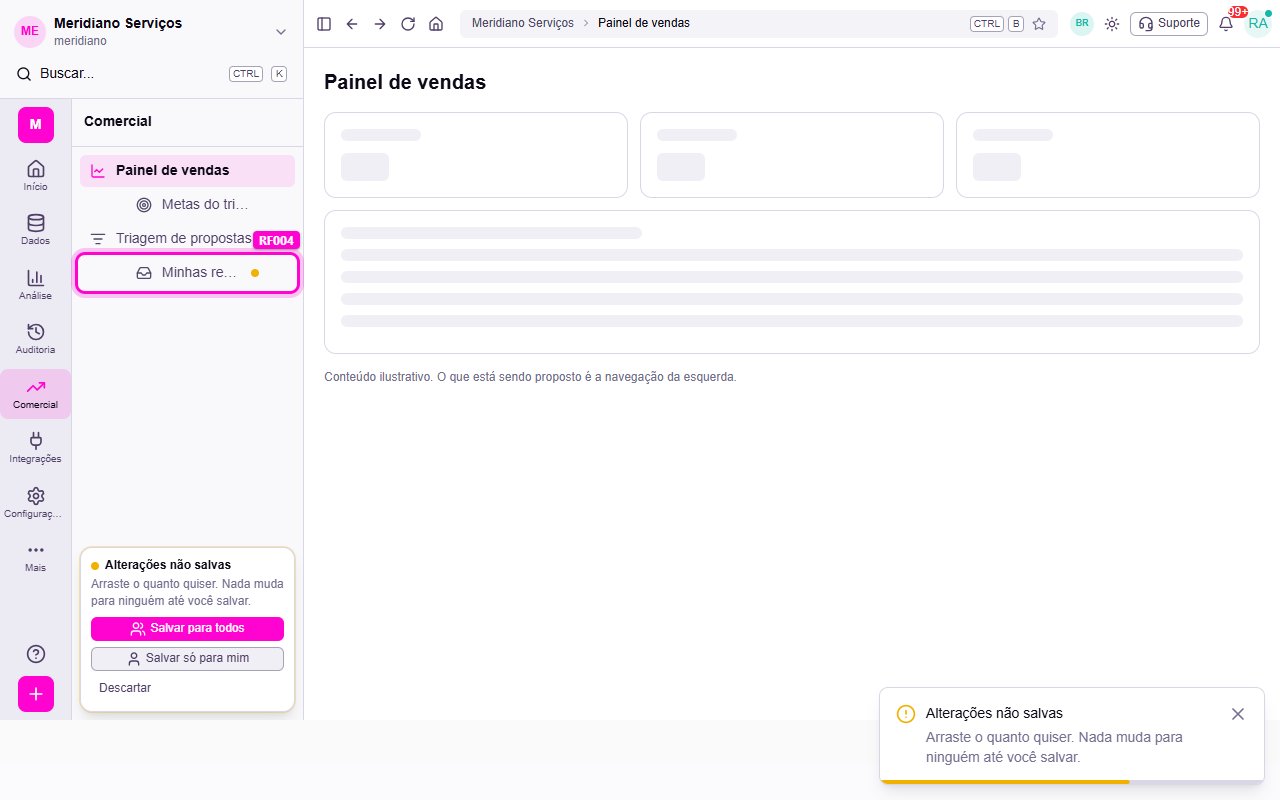 ME
Meridiano Serviços
meridiano
Buscar...
CTRL K
M
Início
Dados
Análise
Auditoria
Comercial
Integrações
Configuraç...
Mais
Comercial
Painel de vendas
Metas do tri...
Triagem de propostas
RF004
Minhas re...
Alterações não salvas
Arraste o quanto quiser. Nada muda
para ninguém até você salvar.
Salvar para todos
Salvar só para mim
Descartar
Meridiano Serviços > Painel de vendas
CTRL B
BR
Suporte
99+
RA
Painel de vendas
Conteúdo ilustrativo. O que está sendo proposto é a navegação da esquerda.
Alterações não salvas
Arraste o quanto quiser. Nada muda para
ninguém até você salvar.